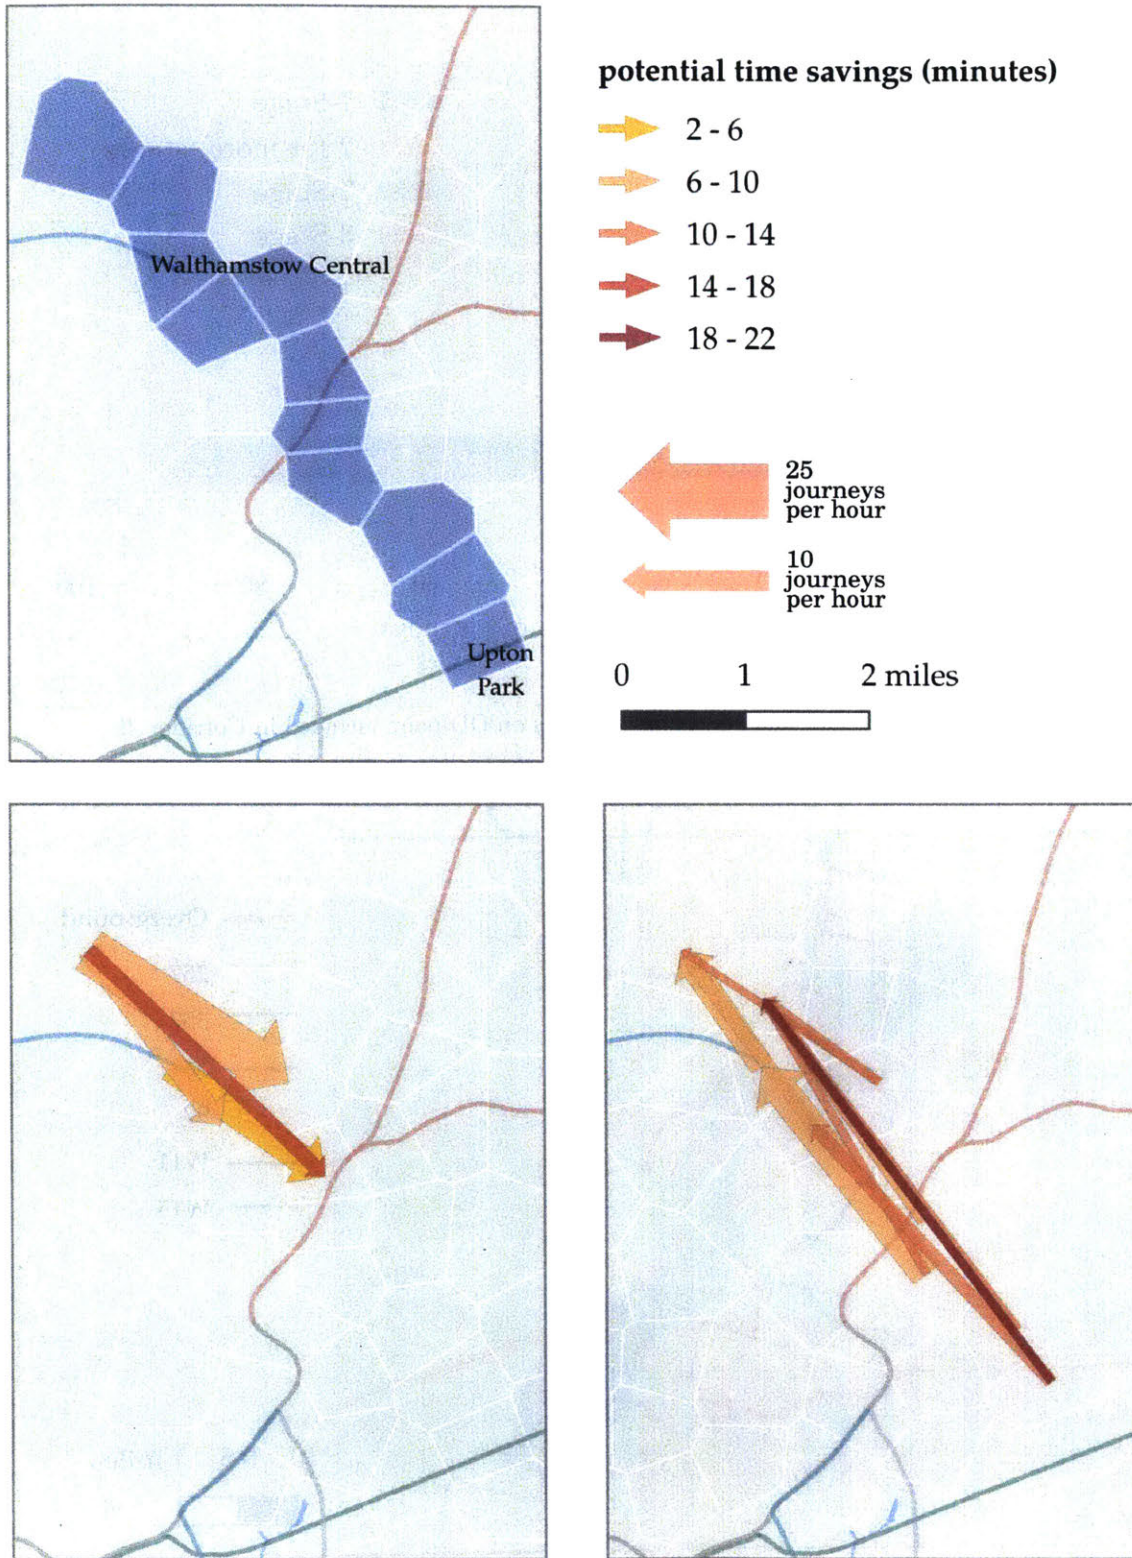 potential time savings (minutes)
2 - 6
6 - 10
10 - 14
14 - 18
18 - 22
Walthamstow Central
25
journeys
per hour
10
journeys
per hour
Upton
Park
0 1 2 miles